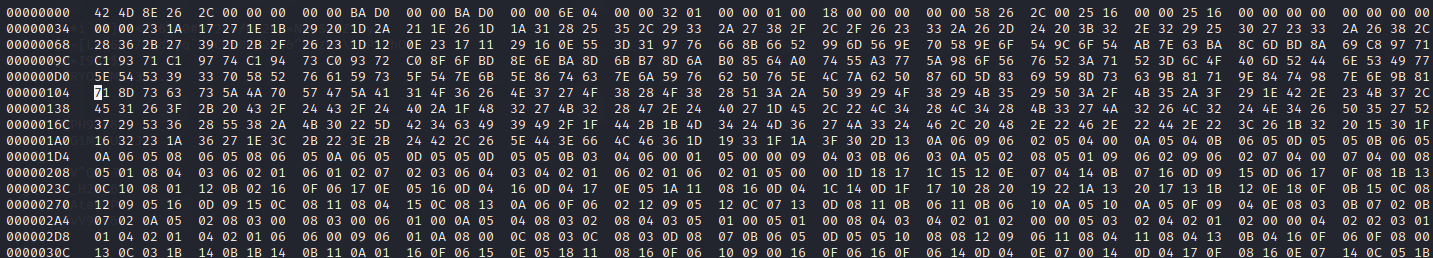 00000000 42 4D 8E 26 2C 00 00 00 00 00 BA D0 00 00 BA D0 00 00 6E 04 00 00 32 01 00 00 01 00 18 00 00 00 00 00 58 26 2C 00 25 16 00 00 25 16 00 00 00 00 00 00 00 00
00000034 00 00 23 1A 17 27 1E 1B 29 20 1D 2A 21 1E 26 1D 1A 31 28 25 35 2C 29 33 2A 27 38 2F 2C 2F 26 23 33 2A 26 2D 24 20 3B 32 2E 32 29 25 30 27 23 33 2A 26 38 2C
00000068 28 36 2B 27 39 2D 2B 2F 26 23 1D 12 0E 23 17 11 29 16 0E 55 3D 31 97 76 66 8B 66 52 99 6D 56 9E 70 58 9E 6F 54 9C 6F 54 AB 7E 63 BA 8C 6D BD 8A 69 C8 97 71
0000009C C1 93 71 C1 97 74 C1 94 73 C0 93 72 C0 8F 6F BD 8E 6E BA 8D 6B B7 8D 6A B0 85 64 A0 74 55 A3 77 5A 98 6F 56 76 52 3A 71 52 3D 6C 4F 40 6D 52 44 6E 53 49 77
000000D0 5E 54 53 39 33 70 58 52 76 61 59 73 5F 54 7E 6B 5E 86 74 63 7E 6A 59 76 62 50 76 5E 4C 7A 62 50 87 6D 5D 83 69 59 8D 73 63 9B 81 71 9E 84 74 98 7E 6E 9B 81
00000104 71 8D 73 63 73 5A 4A 70 57 47 5A 41 31 4F 36 26 4E 37 27 4F 38 28 4F 38 28 51 3A 2A 50 39 29 4F 38 29 4B 35 29 50 3A 2F 4B 35 2A 3F 29 1E 42 2E 23 4B 37 2C
00000138 45 31 26 3F 2B 20 43 2F 24 43 2F 24 40 2A 1F 48 32 27 4B 32 28 47 2E 24 40 27 1D 45 2C 22 4C 34 28 4C 34 28 4B 33 27 4A 32 26 4C 32 24 4E 34 26 50 35 27 52
0000016C 37 29 53 36 28 55 38 2A 4B 30 22 5D 42 34 63 49 39 49 2F 1F 44 2B 1B 4D 34 24 4D 36 27 4A 33 24 46 2C 20 48 2E 22 46 2E 22 44 2E 22 3C 26 1B 32 20 15 30 1F
000001A0 16 32 23 1A 36 27 1E 3C 2B 22 3E 2B 24 42 2C 26 5E 44 3E 66 4C 46 36 1D 19 33 1F 1A 3F 30 2D 13 0A 06 09 06 02 05 04 00 0A 05 04 0B 05 05 0D 05 05 0B 06 05
000001D4 0A 06 05 08 06 05 08 06 05 0A 06 05 0D 05 05 0D 05 05 0B 03 04 06 00 01 05 00 00 09 04 03 0B 06 03 0A 05 02 08 05 01 09 06 02 09 06 02 07 04 00 07 04 00 08
00000208 05 01 08 04 03 06 02 01 06 01 02 07 02 03 06 04 03 04 02 01 06 02 01 06 02 01 05 00 00 1D 18 17 1C 15 12 0E 07 04 14 0B 07 16 0D 09 15 0D 06 17 0F 08 1B 13
0000023C 0C 10 08 01 12 0B 02 16 0F 06 17 0E 05 16 0D 04 16 0D 04 17 0E 05 1A 11 08 16 0D 04 1C 14 0D 1F 17 10 28 20 19 22 1A 13 20 17 13 1B 12 0E 18 0F 0B 15 0C 08
00000270 12 09 05 16 0D 09 15 0C 08 11 08 04 15 0C 08 13 0A 06 0F 06 02 12 09 05 12 0C 07 13 0D 08 11 0B 06 11 0B 06 10 0A 05 10 0A 05 0F 09 04 0E 08 03 0B 07 02 0B
000002A4 07 02 0A 05 02 08 03 00 08 03 00 06 01 00 0A 05 04 08 03 02 08 04 03 05 01 00 05 01 00 08 04 03 04 02 01 02 00 00 05 03 02 04 02 01 02 00 00 04 02 02 03 01
000002D8 01 04 02 01 04 02 01 06 00 00 09 06 01 0A 08 00 0C 08 03 0C 08 03 0D 08 07 0B 06 05 0D 05 05 10 08 08 12 09 06 11 08 04 11 08 04 13 0B 04 16 0F 06 0F 08 00
0000030C 13 0C 03 1B 14 0B 1B 14 0B 11 0A 01 16 0F 06 15 0E 05 18 11 08 16 0F 06 10 09 00 16 0F 06 16 0F 06 14 0D 04 0E 07 00 14 0D 04 17 0F 08 16 0E 07 14 0C 05 1B